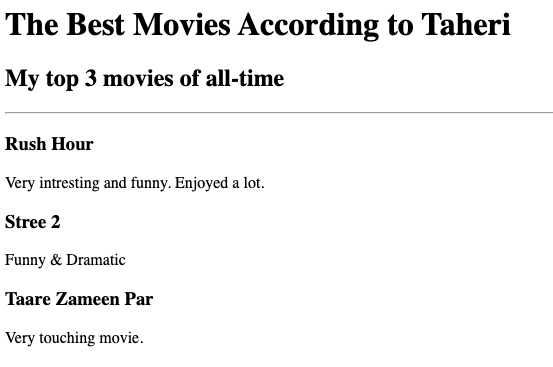 The Best Movies According to Taheri
My top 3 movies of all-time
Rush Hour
Very intresting and funny. Enjoyed a lot.
Stree 2
Funny & Dramatic
Taare Zameen Par
Very touching movie.